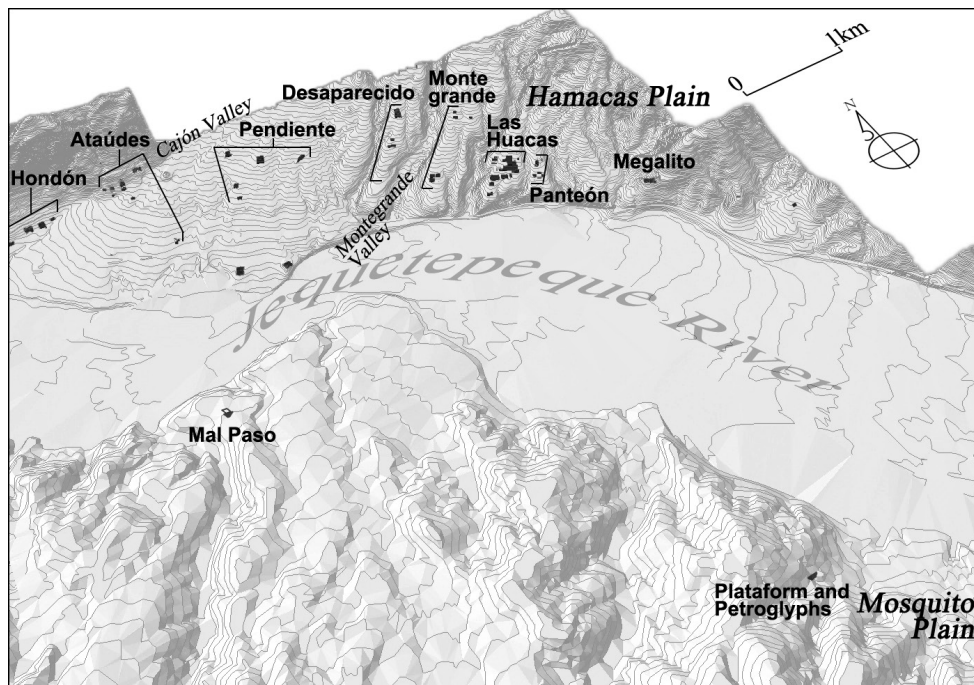 0
1km
N
Desaparecido
Monte
grande
Hamacas Plain
Cajón Valley
Pendiente
Ataúdes
Las
Huacas
Megalito
Hondón
Panteón
Montegrande
Valley
Jequetepeque River
Mal Paso
Plataform and
Petroglyphs
Mosquito
Plain